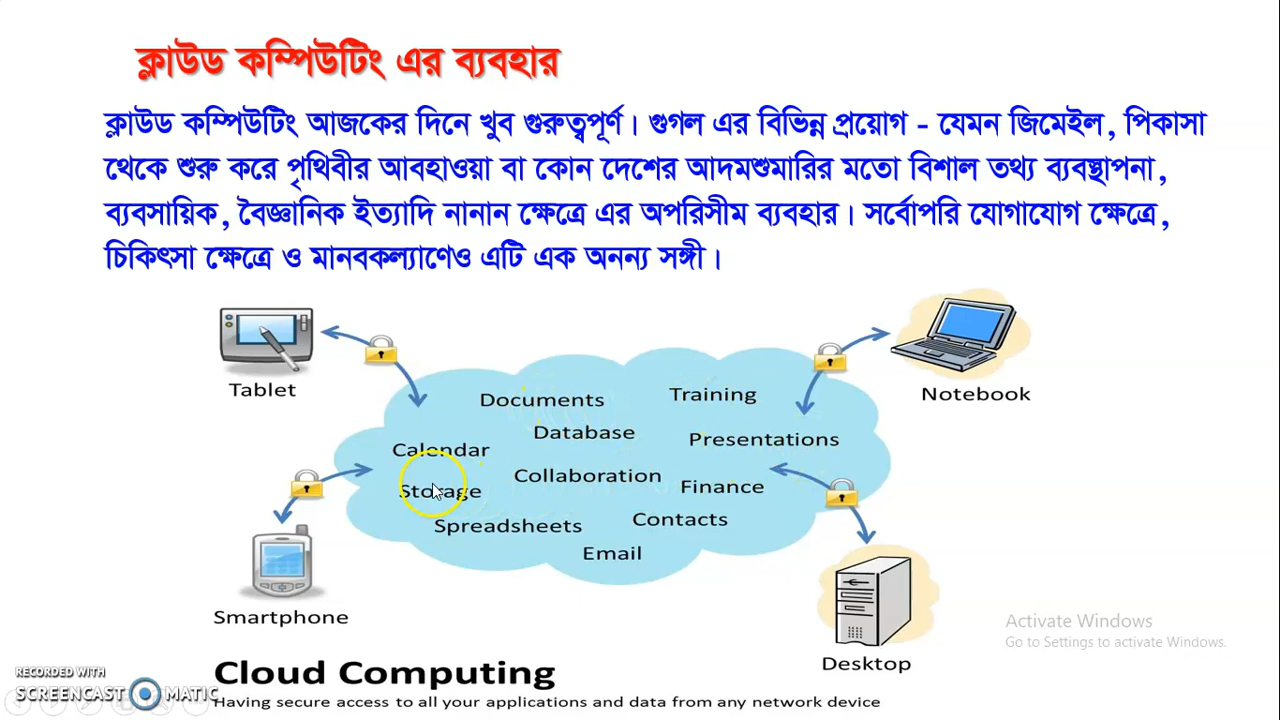 ক্লাউড কম্পিউটিং এর ব্যবহার
ক্লাউড কম্পিউটিং আজকের দিনে খুব গুরুত্বপূর্ণ। গুগল এর বিভিন্ন প্রয়োগ - যেমন জিমেইল, পিকাসা
থেকে শুরু করে পৃথিবীর আবহাওয়া বা কোন দেশের আদমশুমারির মতো বিশাল তথ্য ব্যবস্থাপনা,
ব্যবসায়িক, বৈজ্ঞানিক ইত্যাদি নানান ক্ষেত্রে এর অপরিসীম ব্যবহার। সর্বোপরি যোগাযোগ ক্ষেত্রে,
চিকিৎসা ক্ষেত্রে ও মানবকল্যাণেও এটি এক অনন্য সঙ্গী।
Tablet
Notebook
Documents
Training
Database
Presentations
Calendar
Collaboration
Storage
Finance
Spreadsheets
Contacts
Email
Smartphone
Desktop
Activate Windows
Go to Settings to activate Windows.
Cloud Computing
Having secure access to all your applications and data from any network device
RECORDED WITH
SCREENCAST MATIC